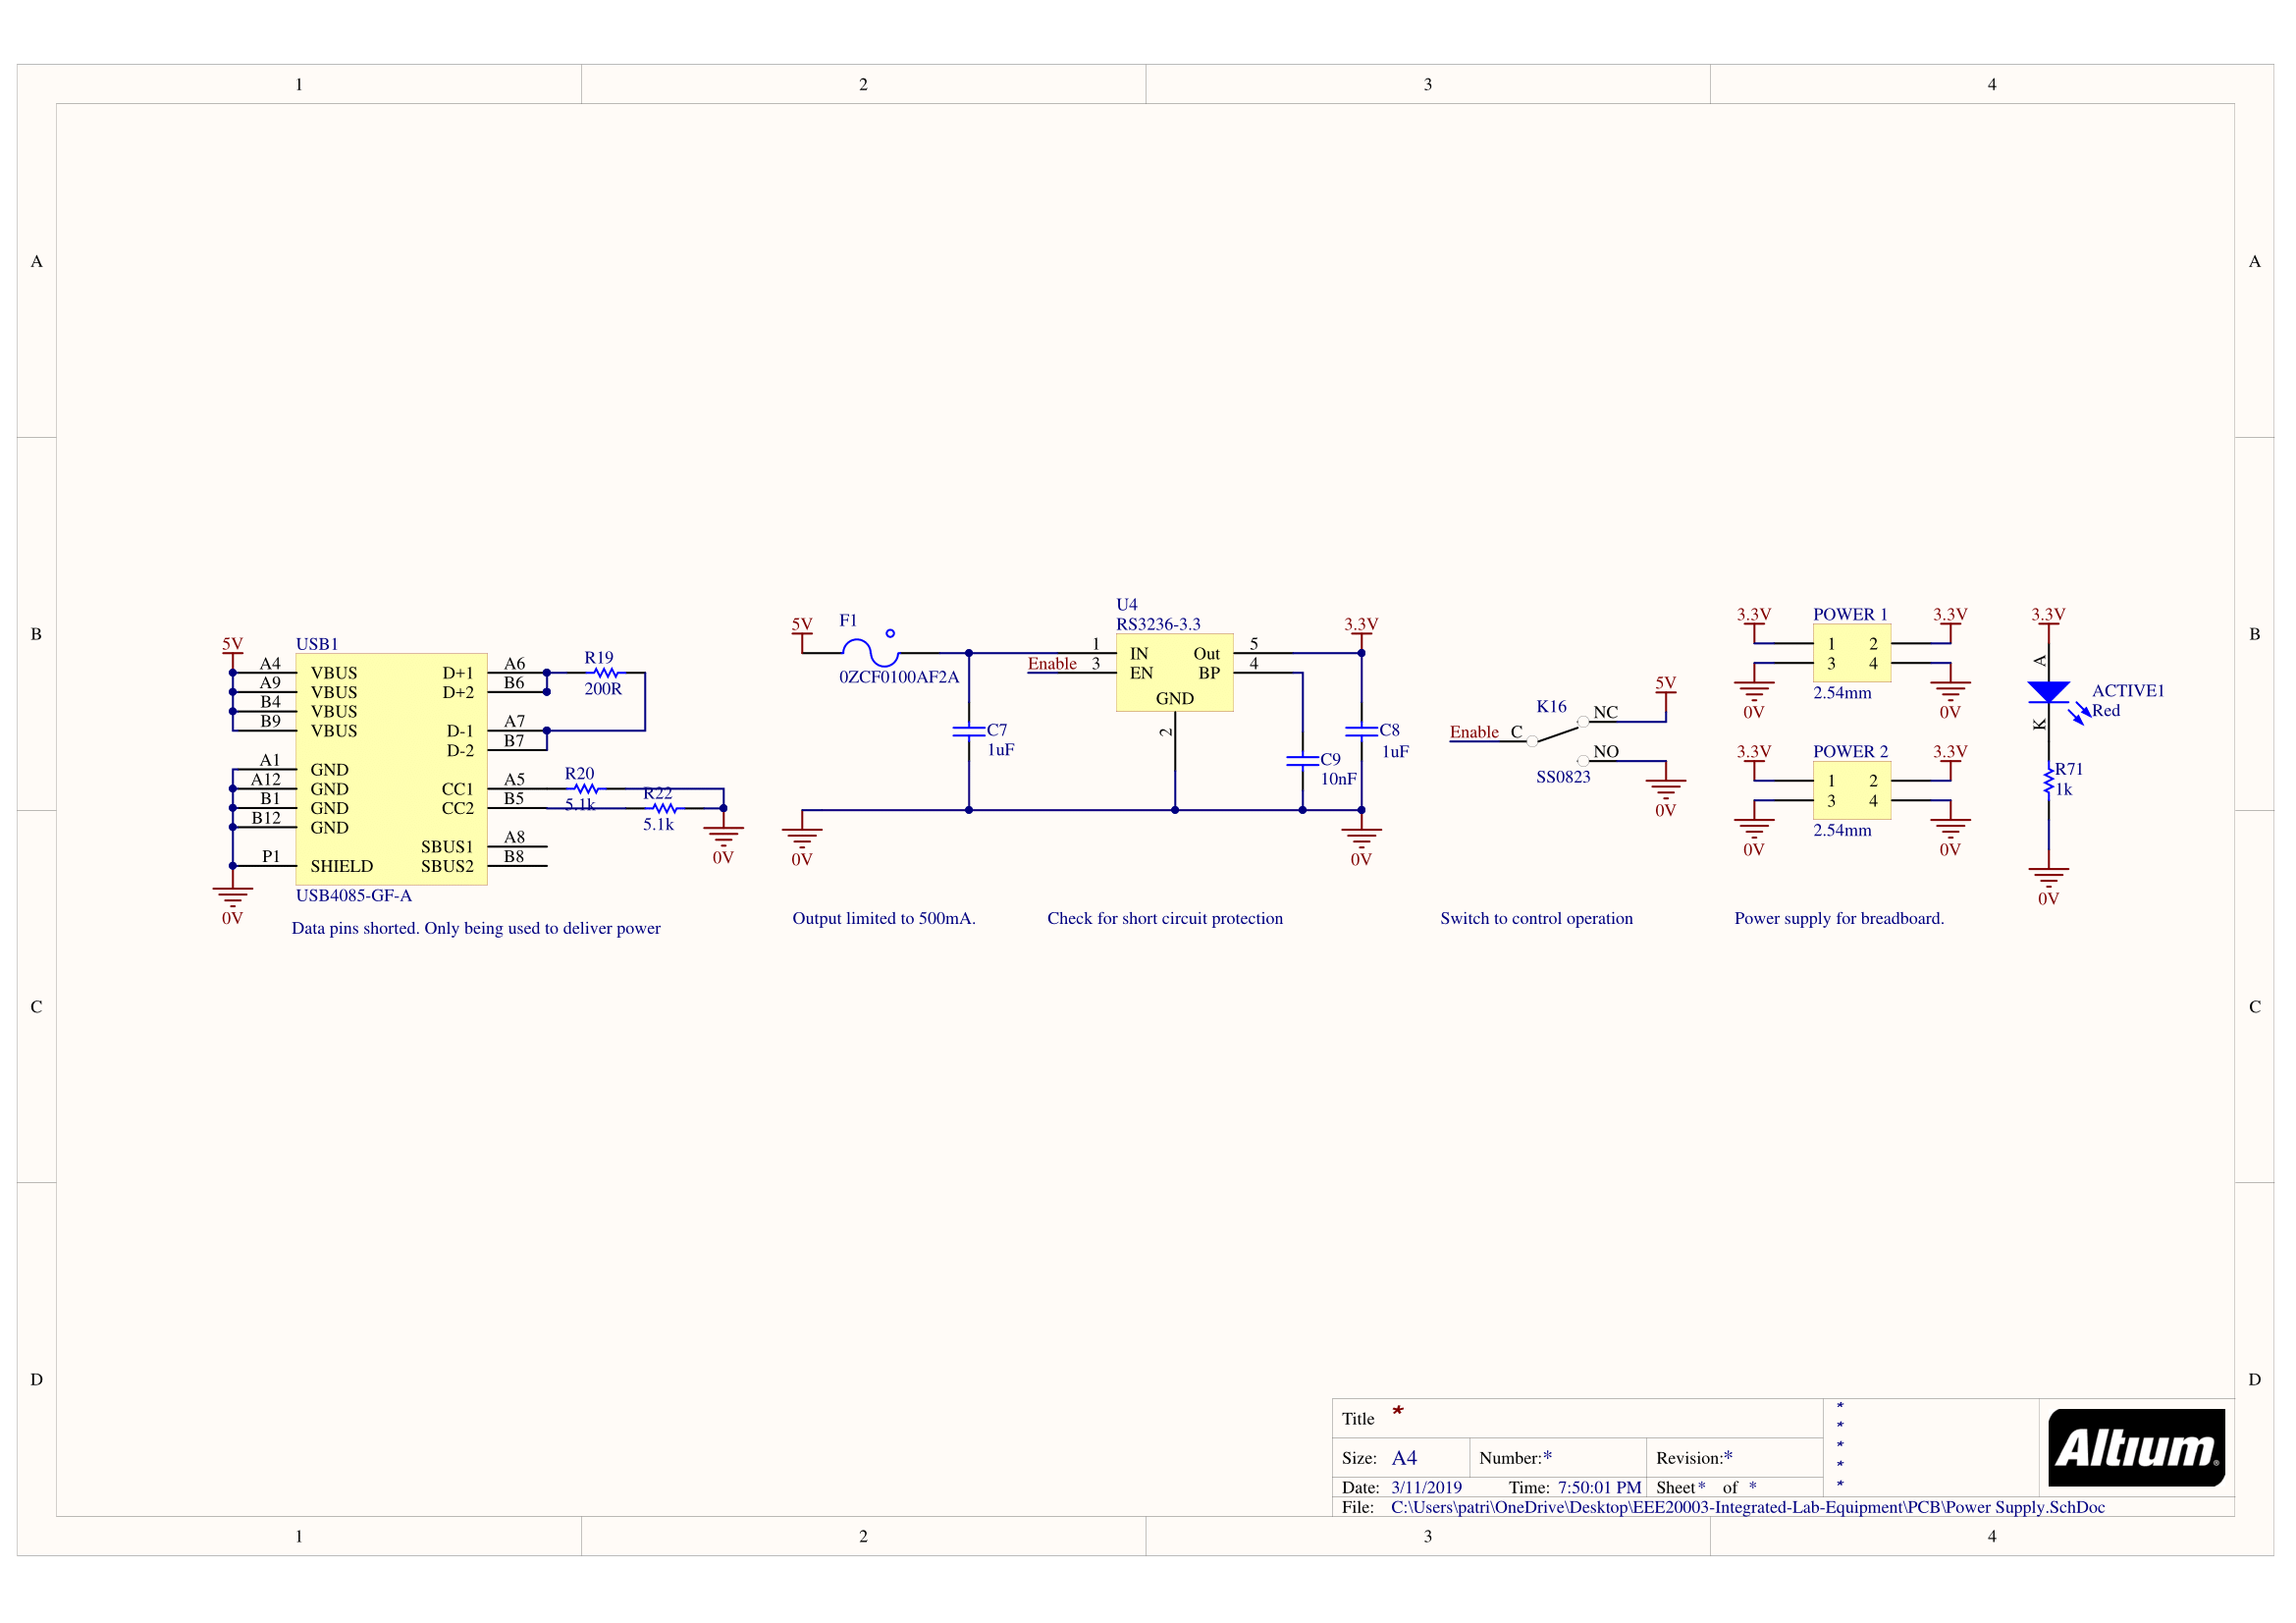 1 2 3 4
A A
B B
C C
D D
1 2 3 4
5V
USB1
A4 VBUS
A9 VBUS
B4 VBUS
B9 VBUS
A1 GND
A12 GND
B1 GND
B12 GND
P1 SHIELD
D+1 A6
D+2 B6
D-1 A7
D-2 B7
CC1 A5
CC2 B5
SBUS1 A8
SBUS2 B8
R19
200R
R20
5.1k
R22
5.1k
0V
0V
USB4085-GF-A
Data pins shorted. Only being used to deliver power
5V
F1
0ZCF0100AF2A
U4
RS3236-3.3
1 IN Out 5
Enable 3 EN BP 4
GND
2
3.3V
C7
1uF
C8
1uF
C9
10nF
0V
0V
Output limited to 500mA.
Check for short circuit protection
K16
Enable C
NC
5V
NO
SS0823
0V
Switch to control operation
3.3V POWER 1 3.3V
1 2
3 4
2.54mm
0V 0V
3.3V POWER 2 3.3V
1 2
3 4
2.54mm
0V 0V
Power supply for breadboard.
3.3V
A
ACTIVE1
Red
K
R71
1k
0V
Title *
Size: A4 Number:* Revision:*
Date: 3/11/2019 Time: 7:50:01 PM Sheet * of *
File: C:\Users\patri\OneDrive\Desktop\EEE20003-Integrated-Lab-Equipment\PCB\Power Supply.SchDoc
*
*
*
*
*
Altium®